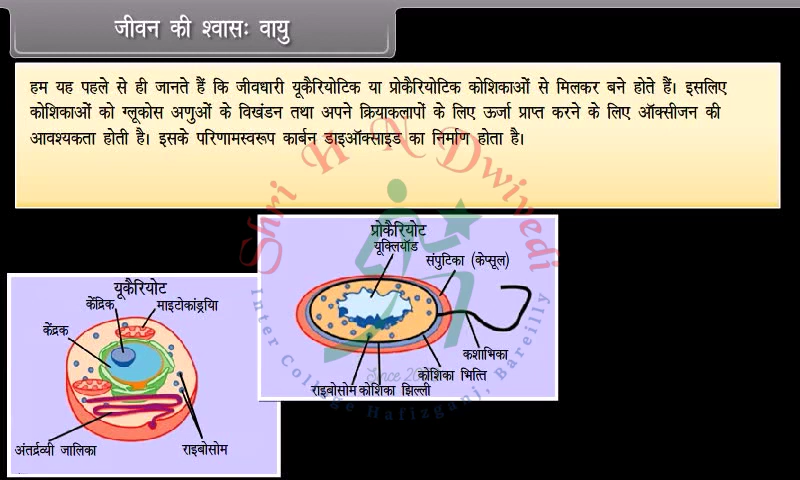 जीवन की श्वासः वायु
हम यह पहले से ही जानते हैं कि जीवधारी यूकैरियोटिक या प्रोकैरियोटिक कोशिकाओं से मिलकर बने होते हैं। इसलिए
कोशिकाओं को ग्लूकोस अणुओं के विखंडन तथा अपने क्रियाकलापों के लिए ऊर्जा प्राप्त करने के लिए ऑक्सीजन की
आवश्यकता होती है। इसके परिणामस्वरूप कार्बन डाइऑक्साइड का निर्माण होता है।
Shri H A Dwivedi
प्रोकैरियोट
यूक्लियॉड
संपुटिका (केप्सूल)
कशाभिका
कोशिका भित्ति
राइबोसोम कोशिका झिल्ली
यूकैरियोट
केंद्रिक
माइटोकांड्रया
केंद्रक
अंतर्द्रव्यी जालिका
राइबोसोम
Since
Inter College Hafizganj, Bareilly